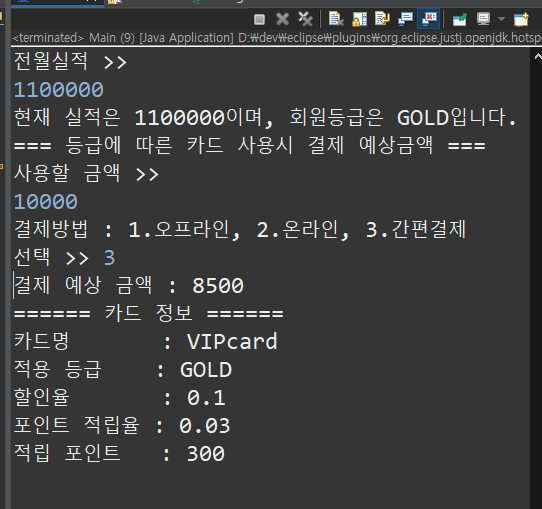 <terminated> Main (9) [Java Application] D:₩dev₩eclipse₩plugins₩org.eclipse.justj.openjdk.hotsp
전월실적 >>
1100000
현재 실적은 1100000이며, 회원등급은 GOLD입니다.
=== 등급에 따른 카드 사용시 결제 예상금액 ===
사용할 금액 >>
10000
결제방법 : 1.오프라인, 2.온라인, 3.간편결제
선택 >> 3
결제 예상 금액 : 8500
====== 카드 정보 ======
카드명 : VIPcard
적용 등급 : GOLD
할인율 : 0.1
포인트 적립율 : 0.03
적립 포인트 : 300